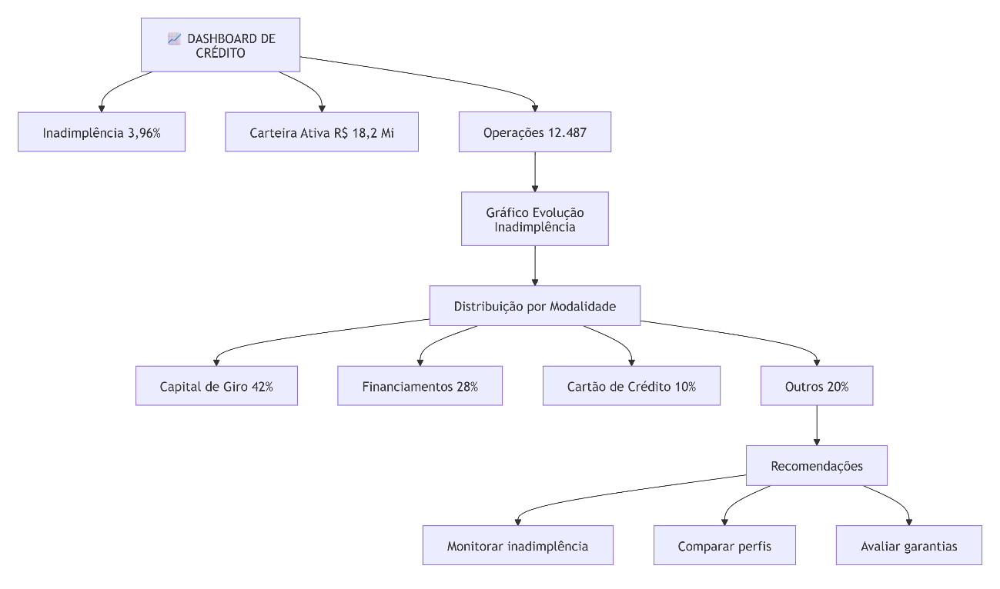 📈 DASHBOARD DE
CRÉDITO
Inadimplência 3,96%
Carteira Ativa R$ 18,2 Mi
Operações 12.487
Gráfico Evolução
Inadimplência
Distribuição por Modalidade
Capital de Giro 42%
Financiamentos 28%
Cartão de Crédito 10%
Outros 20%
Recomendações
Monitorar inadimplência
Comparar perfis
Avaliar garantias